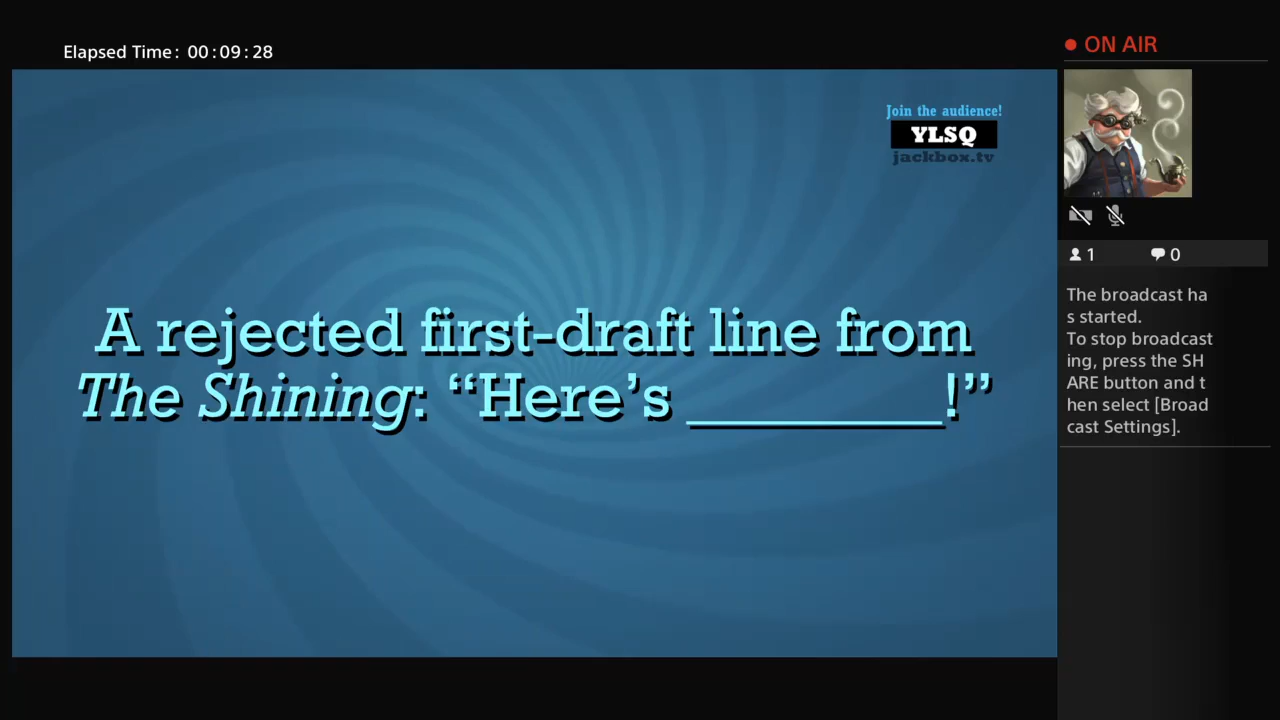 Elapsed Time: 00:09:28
ON AIR
Join the audience!
YLSQ
jackbox.tv
1
0
The broadcast ha
s started.
To stop broadcast
ing, press the SH
ARE button and t
hen select [Broad
cast Settings].
A rejected first-draft line from
The Shining: “Here’s _________!”